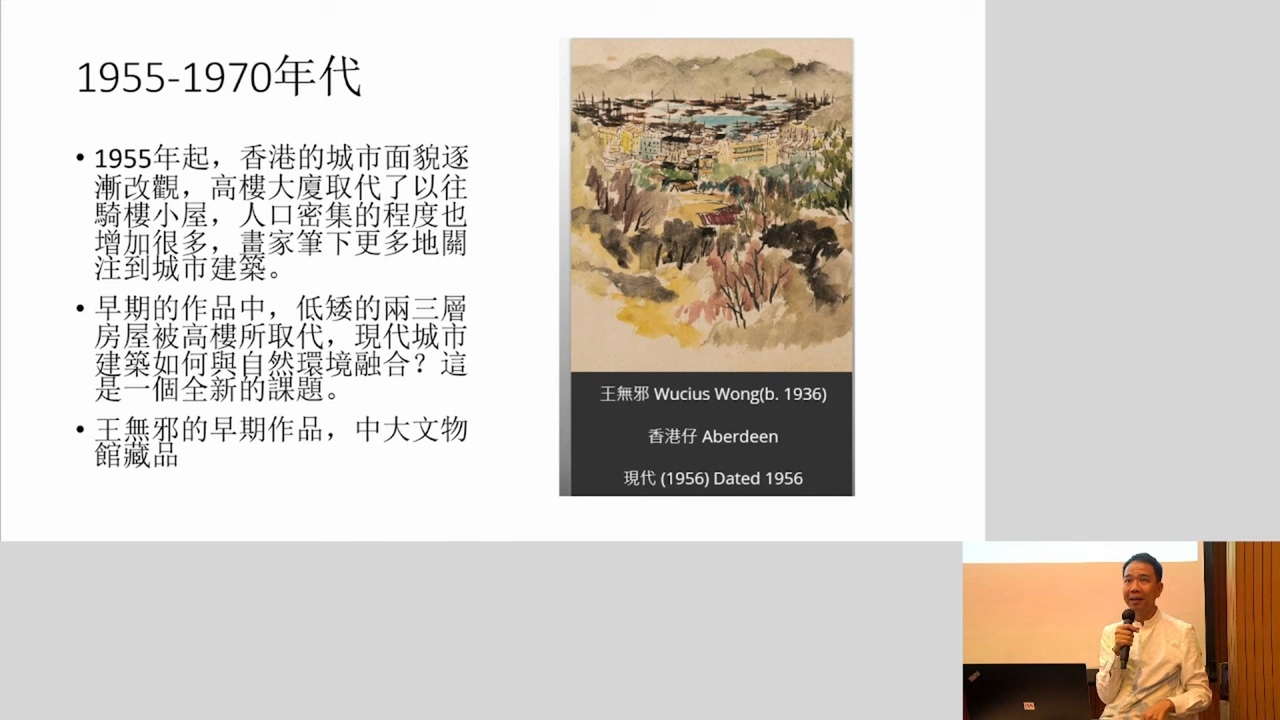 1955-1970年代
• 1955年起，香港的城市面貌逐
漸改觀，高樓大廈取代了以往
騎樓小屋，人口密集的程度也
增加很多，畫家筆下更多地關
注到城市建築。
• 早期的作品中，低矮的兩三層
房屋被高樓所取代，現代城市
建築如何與自然環境融合？這
是一個全新的課題。
• 王無邪的早期作品，中大文物
館藏品
王無邪 Wucius Wong(b. 1936)
香港仔 Aberdeen
現代 (1956) Dated 1956